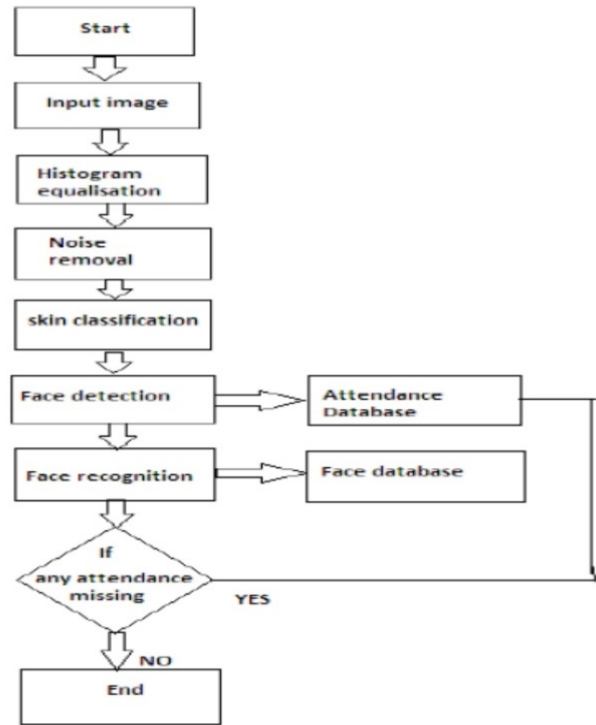 Start
Input image
Histogram
equalisation
Noise
removal
skin classification
Face detection
Attendance
Database
Face recognition
Face database
If
any attendance
missing
YES
NO
End